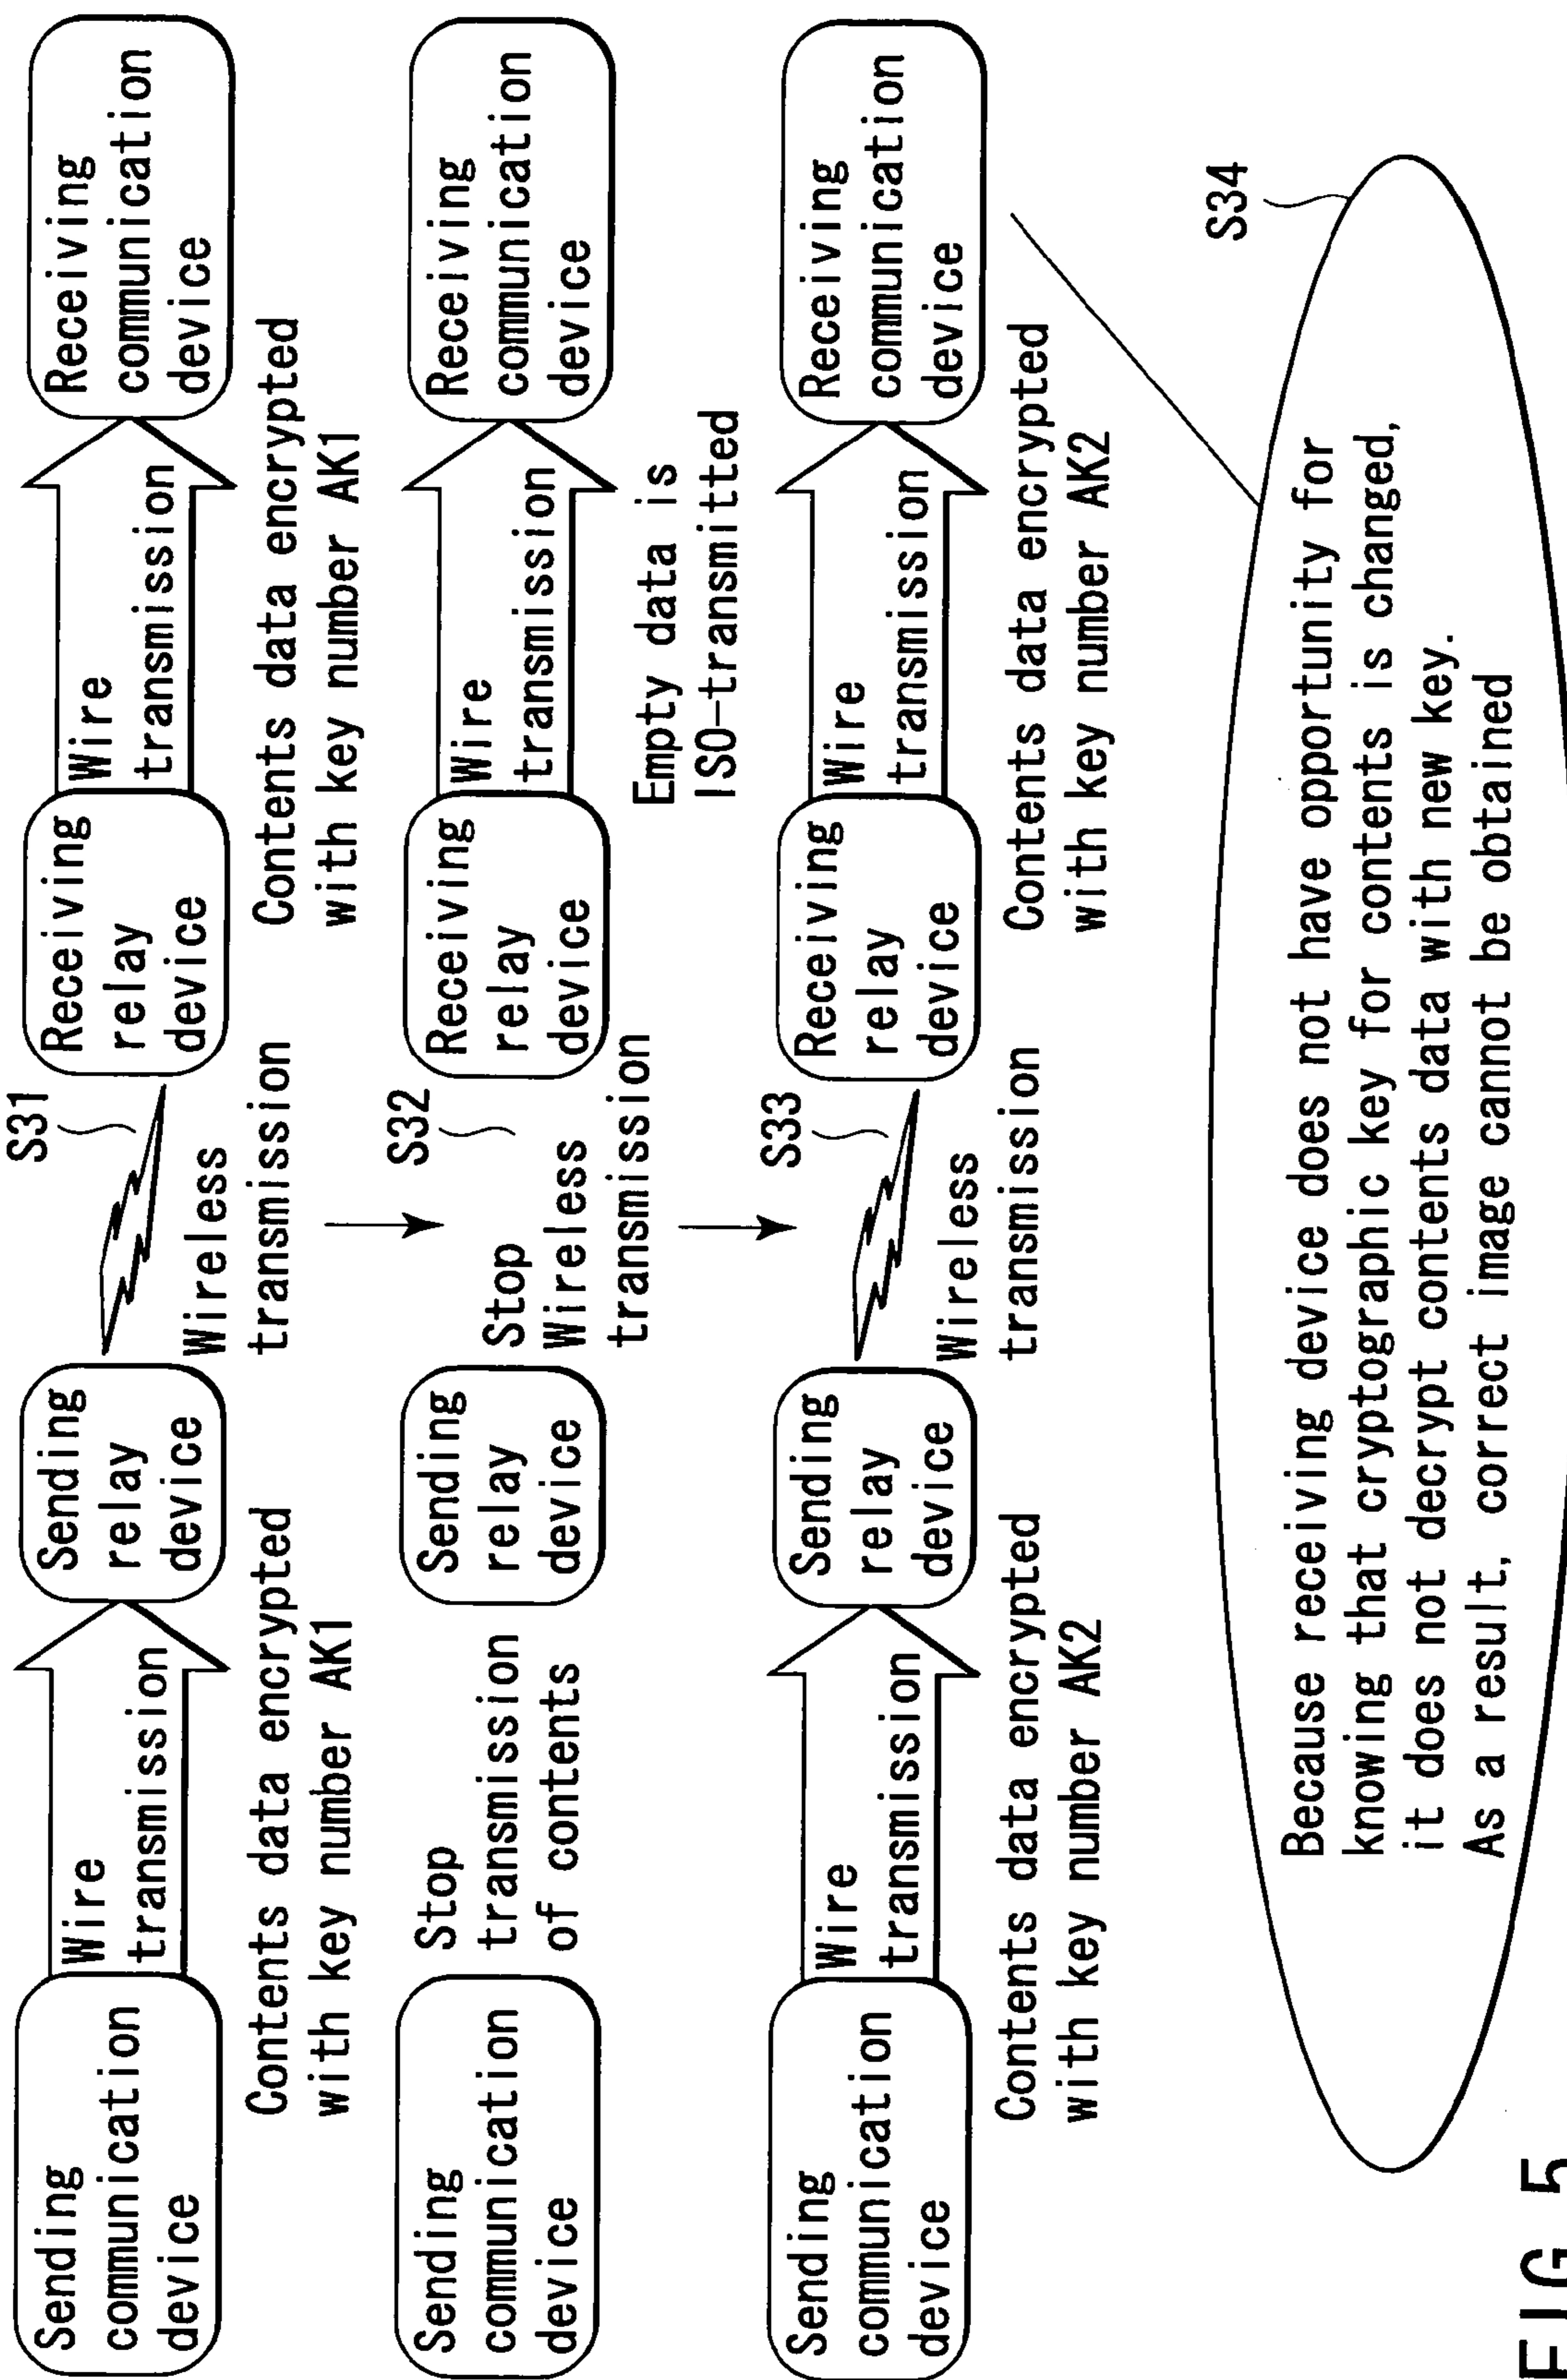 Sending
communication
device
Wire
transmission
Contents data encrypted
with key number AK1
Sending
relay
device
S31
Wireless
transmission
Receiving
relay
device
Wire
transmission
Contents data encrypted
with key number AK1
Receiving
communication
device
Sending
communication
device
Stop
transmission
of contents
Sending
relay
device
S32
Stop
Wireless
transmission
Receiving
relay
device
Wire
transmission
Empty data is
ISO-transmitted
Receiving
communication
device
Sending
communication
device
Wire
transmission
Contents data encrypted
with key number AK2
Sending
relay
device
S33
Wireless
transmission
Receiving
relay
device
Wire
transmission
Contents data encrypted
with key number AK2
Receiving
communication
device
S34
Because receiving device does not have opportunity for
knowing that cryptographic key for contents is changed,
it does not decrypt contents data with new key.
As a result, correct image cannot be obtained
FIG.5